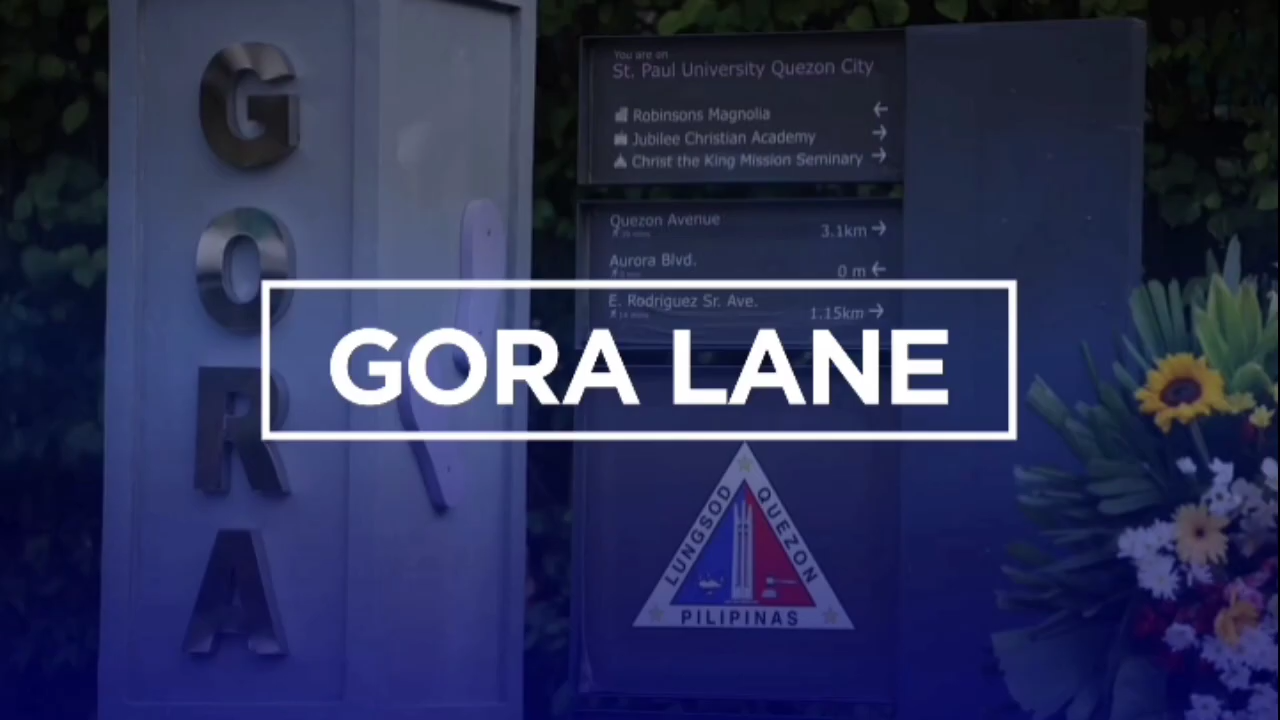 GORA
You are on
St. Paul University Quezon City
Robinsons Magnolia ←
Jubilee Christian Academy →
Christ the King Mission Seminary →
Quezon Avenue
3.1km →
Aurora Blvd.
0 m ←
E. Rodriguez Sr. Ave.
1.15km →
GORA LANE
LUNGSOD QUEZON
PILIPINAS